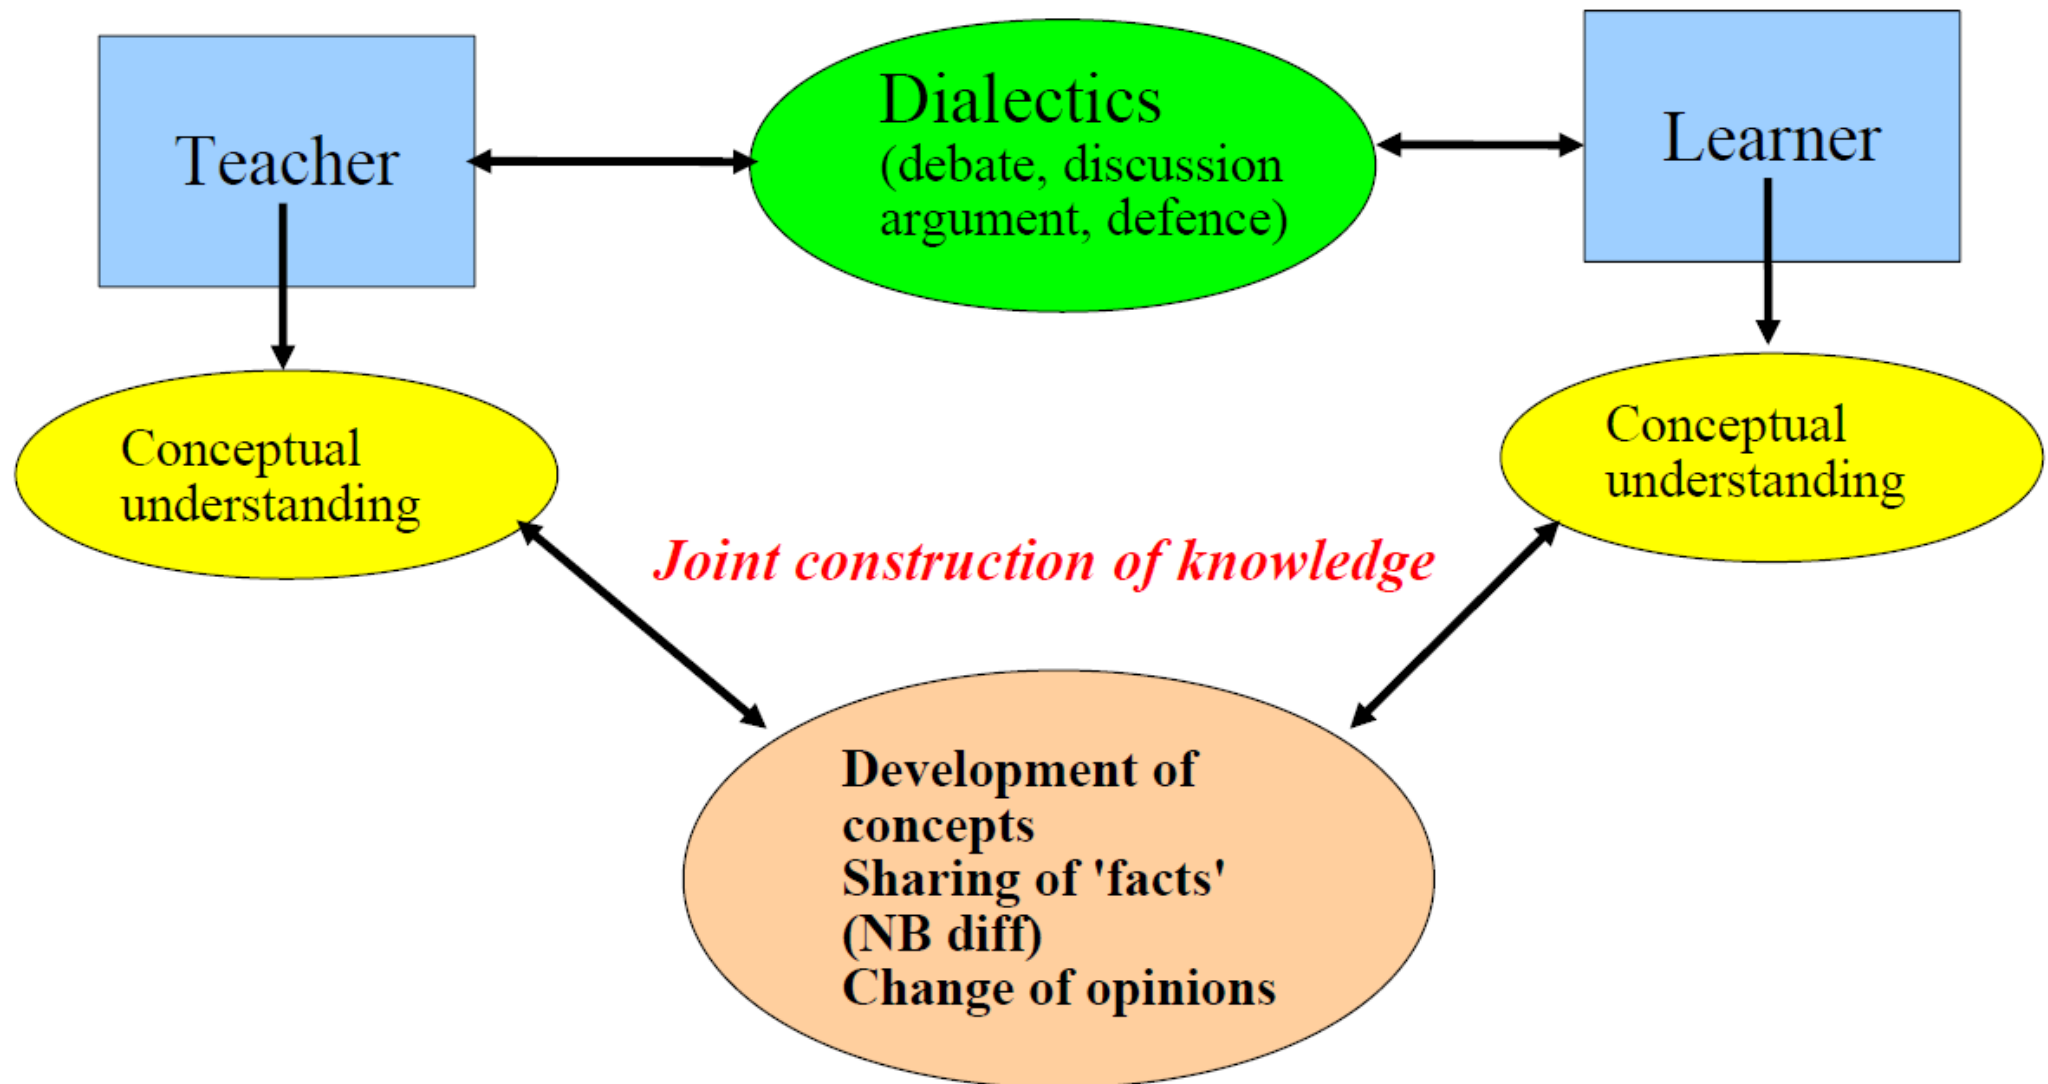 Teacher
Dialectics
(debate, discussion
argument, defence)
Learner
Conceptual
understanding
Conceptual
understanding
Joint construction of knowledge
Development of
concepts
Sharing of 'facts'
(NB diff)
Change of opinions